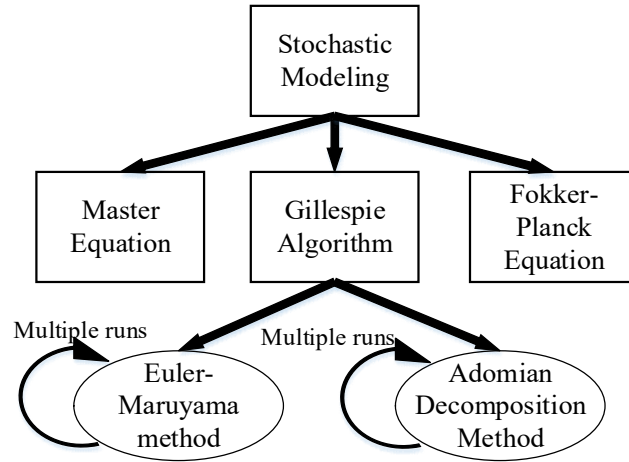 Stochastic
Modeling
Master
Equation
Gillespie
Algorithm
Fokker-
Planck
Equation
Multiple runs
Euler-
Maruyama
method
Multiple runs
Adomian
Decomposition
Method